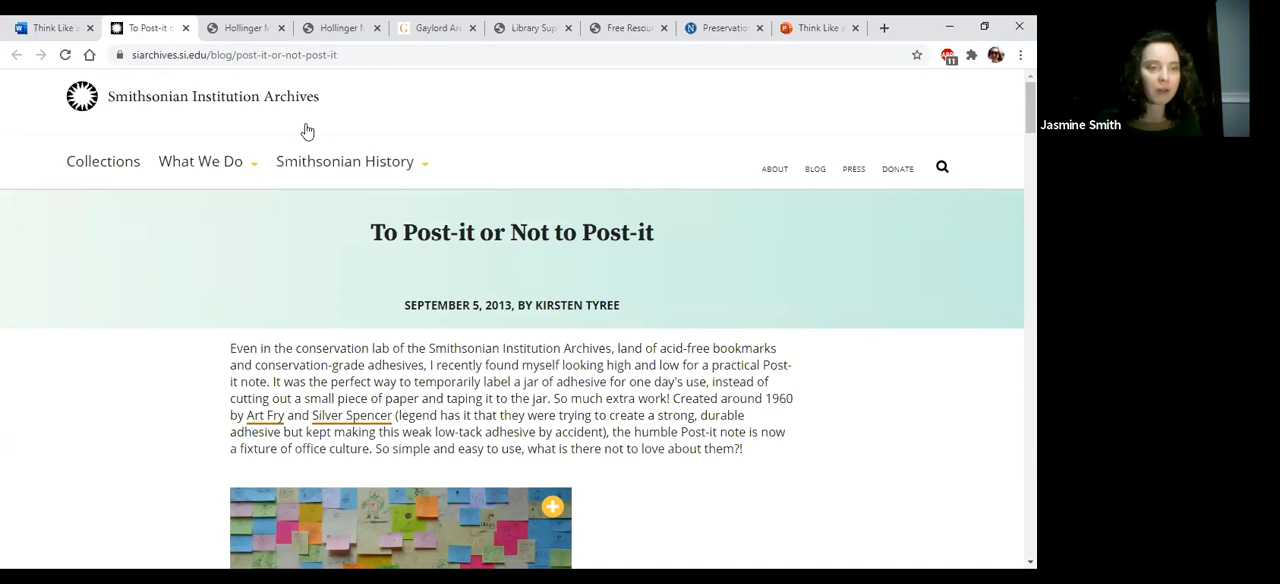 Think Like
To Post-it o
Hollinger M
Hollinger M
Gaylord Arc
Library Sup
Free Resour
Preservatio
Think Like a
siarchives.si.edu/blog/post-it-or-not-post-it
11
Smithsonian Institution Archives
Jasmine Smith
Collections What We Do Smithsonian History
ABOUT BLOG PRESS DONATE
To Post-it or Not to Post-it
SEPTEMBER 5, 2013, BY KIRSTEN TYREE
Even in the conservation lab of the Smithsonian Institution Archives, land of acid-free bookmarks
and conservation-grade adhesives, I recently found myself looking high and low for a practical Post-
it note. It was the perfect way to temporarily label a jar of adhesive for one day's use, instead of
cutting out a small piece of paper and taping it to the jar. So much extra work! Created around 1960
by Art Fry and Silver Spencer (legend has it that they were trying to create a strong, durable
adhesive but kept making this weak low-tack adhesive by accident), the humble Post-it note is now
a fixture of office culture. So simple and easy to use, what is there not to love about them?!